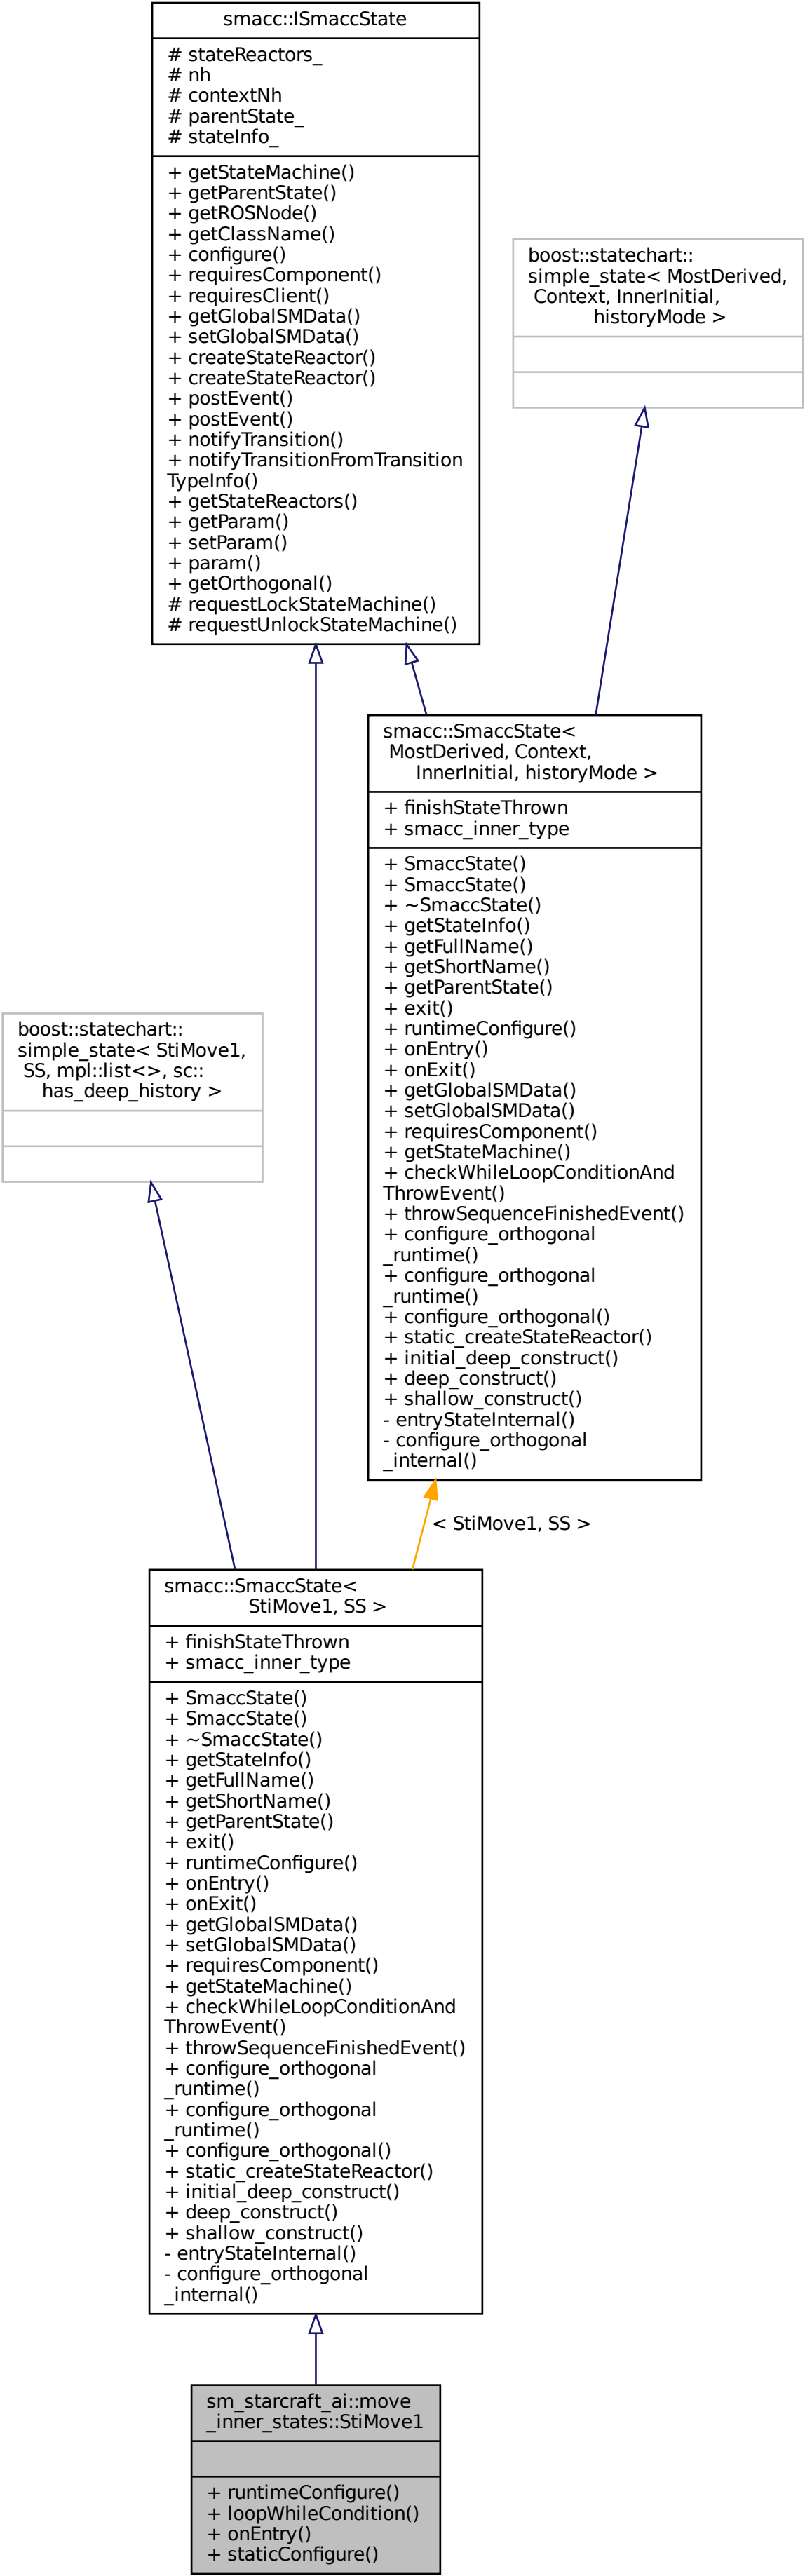 smacc::ISmaccState
# stateReactors_
# nh
# contextNh
# parentState_
# stateInfo_
+ getStateMachine()
+ getParentState()
+ getROSNode()
+ getClassName()
+ configure()
+ requiresComponent()
+ requiresClient()
+ getGlobalSMData()
+ setGlobalSMData()
+ createStateReactor()
+ createStateReactor()
+ postEvent()
+ postEvent()
+ notifyTransition()
+ notifyTransitionFromTransition
TypeInfo()
+ getStateReactors()
+ getParam()
+ setParam()
+ param()
+ getOrthogonal()
# requestLockStateMachine()
# requestUnlockStateMachine()
boost::statechart::
simple_state< MostDerived,
Context, InnerInitial,
historyMode >
smacc::SmaccState<
MostDerived, Context,
InnerInitial, historyMode >
+ finishStateThrown
+ smacc_inner_type
+ SmaccState()
+ SmaccState()
+ ~SmaccState()
+ getStateInfo()
+ getFullName()
+ getShortName()
+ getParentState()
+ exit()
+ runtimeConfigure()
+ onEntry()
+ onExit()
+ getGlobalSMData()
+ setGlobalSMData()
+ requiresComponent()
+ getStateMachine()
+ checkWhileLoopConditionAnd
ThrowEvent()
+ throwSequenceFinishedEvent()
+ configure_orthogonal
_runtime()
+ configure_orthogonal
_runtime()
+ configure_orthogonal()
+ static_createStateReactor()
+ initial_deep_construct()
+ deep_construct()
+ shallow_construct()
- entryStateInternal()
- configure_orthogonal
_internal()
boost::statechart::
simple_state< StiMove1,
SS, mpl::list<>, sc::
has_deep_history >
< StiMove1, SS >
smacc::SmaccState<
StiMove1, SS >
+ finishStateThrown
+ smacc_inner_type
+ SmaccState()
+ SmaccState()
+ ~SmaccState()
+ getStateInfo()
+ getFullName()
+ getShortName()
+ getParentState()
+ exit()
+ runtimeConfigure()
+ onEntry()
+ onExit()
+ getGlobalSMData()
+ setGlobalSMData()
+ requiresComponent()
+ getStateMachine()
+ checkWhileLoopConditionAnd
ThrowEvent()
+ throwSequenceFinishedEvent()
+ configure_orthogonal
_runtime()
+ configure_orthogonal
_runtime()
+ configure_orthogonal()
+ static_createStateReactor()
+ initial_deep_construct()
+ deep_construct()
+ shallow_construct()
- entryStateInternal()
- configure_orthogonal
_internal()
sm_starcraft_ai::move
_inner_states::StiMove1
+ runtimeConfigure()
+ loopWhileCondition()
+ onEntry()
+ staticConfigure()